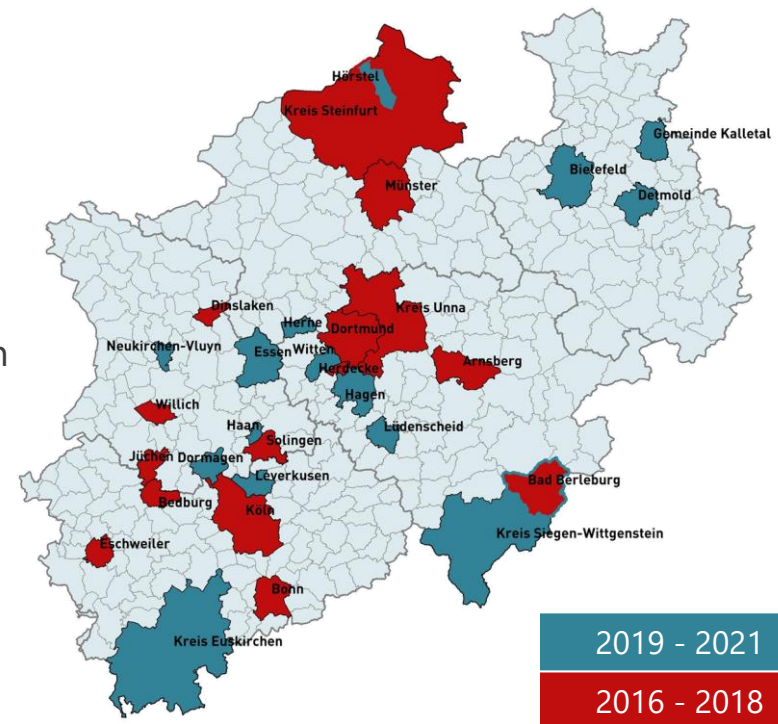 Hörstel
Kreis Steinfurt
Gemeinde Kalletal
Bielefeld
Münster
Detmold
Dinslaken
Kreis Unna
Herne
Dortmund
Neukirchen-Vluyn
Essen
Witten
n
Herdecke
Arnsberg
Hagen
Willich
Haan
Lüdenscheid
Solingen
Jüchen
Dormagen
Leverkusen
Bad Berleburg
Bedburg
Köln
Kreis Siegen-Wittgenstein
Eschweiler
Bonn
Kreis Euskirchen
2019 - 2021
2016 - 2018